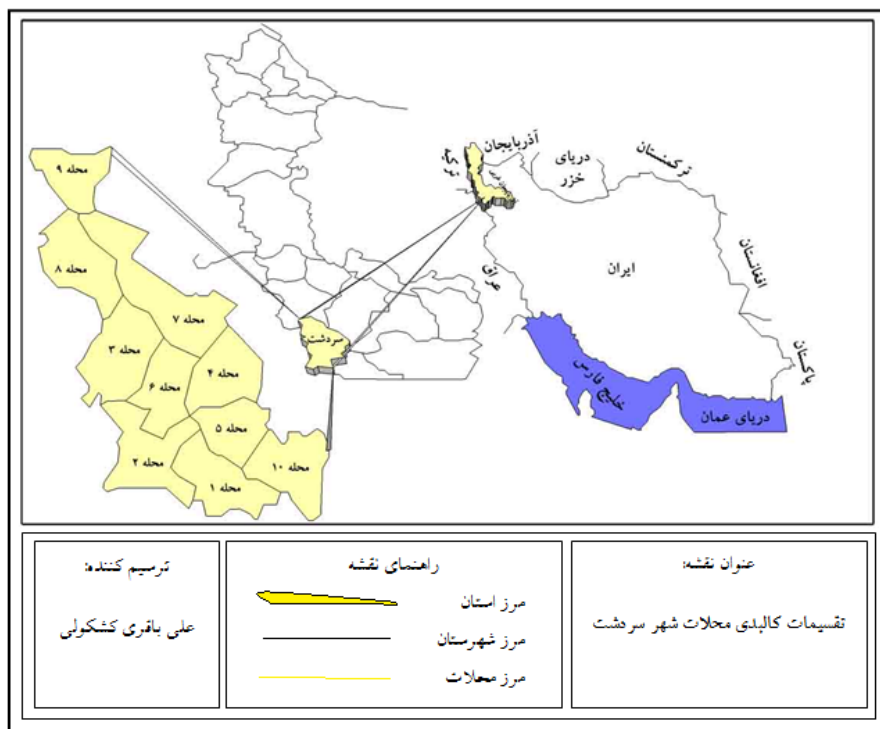 آذربایجان
ترکیه
دریای
خزر
ترکمنستان
افغانستان
ایران
عراق
پاکستان
خلیج فارس
دریای عمان
سردشت
محله ۹
محله ۸
محله ۷
محله ۳
محله ۴
محله ۶
محله ۵
محله ۲
محله ۱۰
محله ۱
عنوان نقشه:
تقسیمات کالبدی محلات شهر سردشت
راهنمای نقشه
مرز استان
مرز شهرستان
مرز محلات
ترسیم کننده:
علی باقری کشکولی